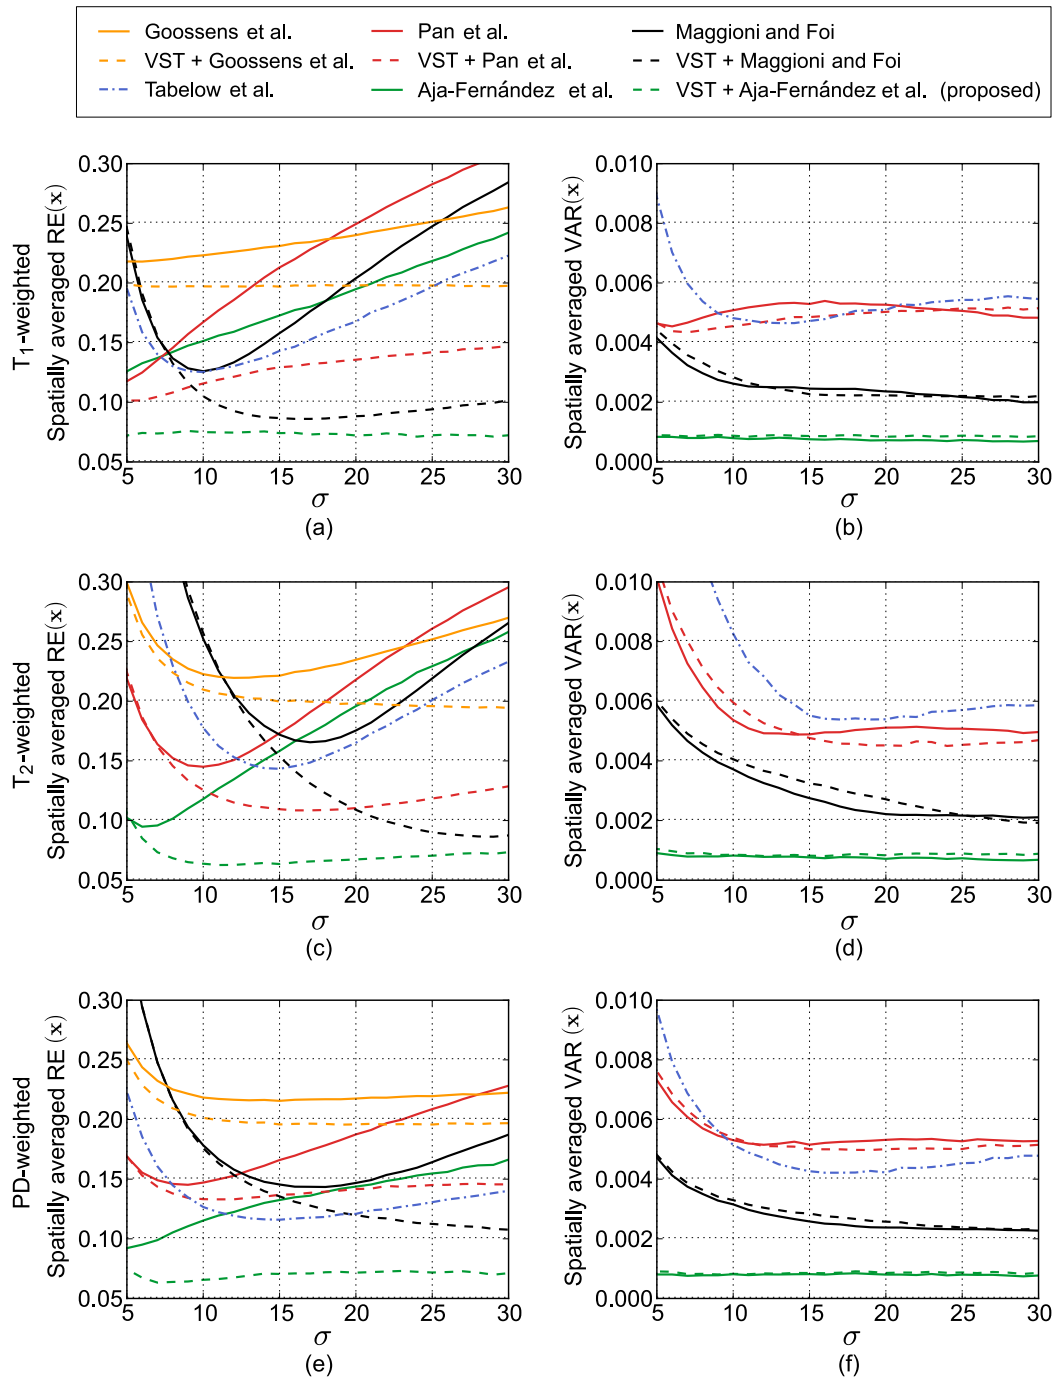 Goossens et al. Pan et al. Maggioni and Foi
VST + Goossens et al. VST + Pan et al. VST + Maggioni and Foi
Tabelow et al. Aja-Fernández et al. VST + Aja-Fernández et al. (proposed)
T1-weighted
Spatially averaged RE(x)
0.30
0.25
0.20
0.15
0.10
0.05
5 10 15 20 25 30
σ
(a)
Spatially averaged VAR(x)
0.010
0.008
0.006
0.004
0.002
0.000
5 10 15 20 25 30
σ
(b)
T2-weighted
Spatially averaged RE(x)
0.30
0.25
0.20
0.15
0.10
0.05
5 10 15 20 25 30
σ
(c)
Spatially averaged VAR(x)
0.010
0.008
0.006
0.004
0.002
0.000
5 10 15 20 25 30
σ
(d)
PD-weighted
Spatially averaged RE (x)
0.30
0.25
0.20
0.15
0.10
0.05
5 10 15 20 25 30
σ
(e)
Spatially averaged VAR (x)
0.010
0.008
0.006
0.004
0.002
0.000
5 10 15 20 25 30
σ
(f)